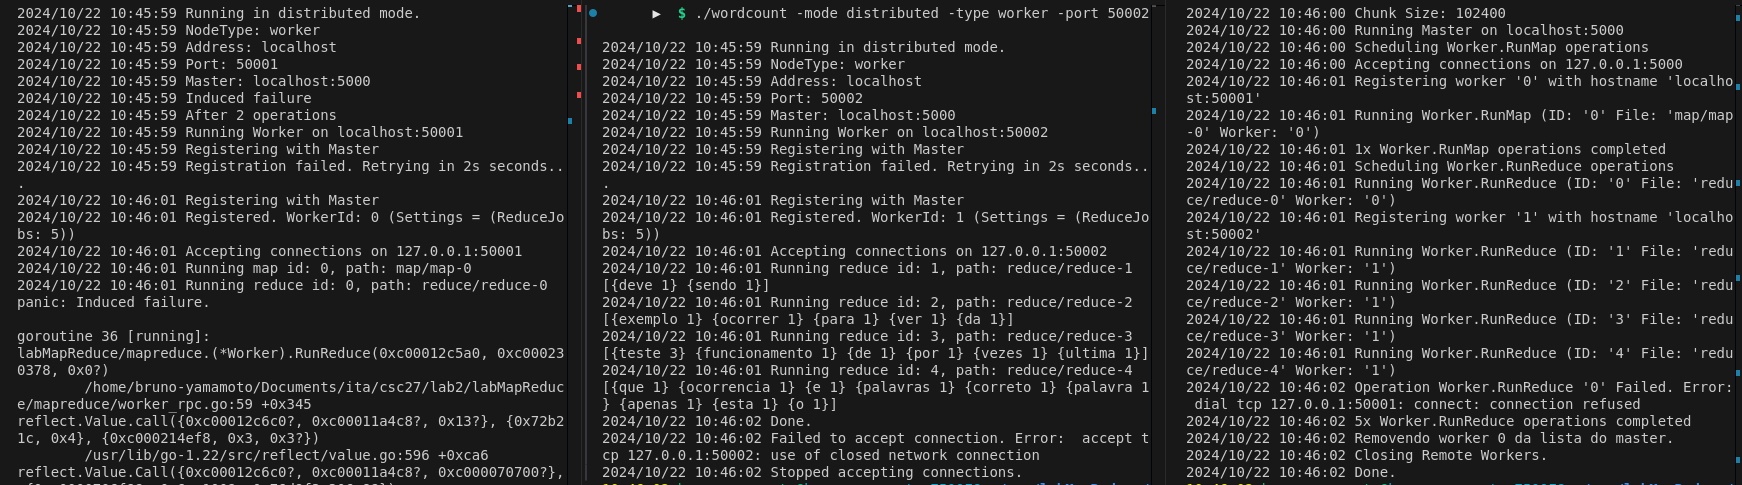 2024/10/22 10:45:59 Running in distributed mode.
2024/10/22 10:45:59 NodeType: worker
2024/10/22 10:45:59 Address: localhost
2024/10/22 10:45:59 Port: 50001
2024/10/22 10:45:59 Master: localhost:5000
2024/10/22 10:45:59 Induced failure
2024/10/22 10:45:59 After 2 operations
2024/10/22 10:45:59 Running Worker on localhost:50001
2024/10/22 10:45:59 Registering with Master
2024/10/22 10:45:59 Registration failed. Retrying in 2s seconds..
.
2024/10/22 10:46:01 Registering with Master
2024/10/22 10:46:01 Registered. WorkerId: 0 (Settings = (ReduceJo
bs: 5))
2024/10/22 10:46:01 Accepting connections on 127.0.0.1:50001
2024/10/22 10:46:01 Running map id: 0, path: map/map-0
2024/10/22 10:46:01 Running reduce id: 0, path: reduce/reduce-0
panic: Induced failure.
goroutine 36 [running]:
labMapReduce/mapreduce.(*Worker).RunReduce(0xc00012c5a0, 0xc00023
0378, 0x0?)
/home/bruno-yamamoto/Documents/ita/csc27/lab2/labMapReduc
e/mapreduce/worker_rpc.go:59 +0x345
reflect.Value.call({0xc00012c6c0?, 0xc00011a4c8?, 0x13?}, {0x72b2
1c, 0x4}, {0xc000214ef8, 0x3, 0x3?})
/usr/lib/go-1.22/src/reflect/value.go:596 +0xca6
reflect.Value.Call({0xc00012c6c0?, 0xc00011a4c8?, 0xc000070700?},
$ ./wordcount -mode distributed -type worker -port 50002
2024/10/22 10:45:59 Running in distributed mode.
2024/10/22 10:45:59 NodeType: worker
2024/10/22 10:45:59 Address: localhost
2024/10/22 10:45:59 Port: 50002
2024/10/22 10:45:59 Master: localhost:5000
2024/10/22 10:45:59 Running Worker on localhost:50002
2024/10/22 10:45:59 Registering with Master
2024/10/22 10:45:59 Registration failed. Retrying in 2s seconds..
.
2024/10/22 10:46:01 Registering with Master
2024/10/22 10:46:01 Registered. WorkerId: 1 (Settings = (ReduceJo
bs: 5))
2024/10/22 10:46:01 Accepting connections on 127.0.0.1:50002
2024/10/22 10:46:01 Running reduce id: 1, path: reduce/reduce-1
[{deve 1} {sendo 1}]
2024/10/22 10:46:01 Running reduce id: 2, path: reduce/reduce-2
[{exemplo 1} {ocorrer 1} {para 1} {ver 1} {da 1}]
2024/10/22 10:46:01 Running reduce id: 3, path: reduce/reduce-3
[{teste 3} {funcionamento 1} {de 1} {por 1} {vezes 1} {ultima 1}]
2024/10/22 10:46:01 Running reduce id: 4, path: reduce/reduce-4
[{que 1} {ocorrencia 1} {e 1} {palavras 1} {correto 1} {palavra 1
} {apenas 1} {esta 1} {o 1}]
2024/10/22 10:46:02 Done.
2024/10/22 10:46:02 Failed to accept connection. Error:  accept t
cp 127.0.0.1:50002: use of closed network connection
2024/10/22 10:46:02 Stopped accepting connections.
2024/10/22 10:46:00 Chunk Size: 102400
2024/10/22 10:46:00 Running Master on localhost:5000
2024/10/22 10:46:00 Scheduling Worker.RunMap operations
2024/10/22 10:46:00 Accepting connections on 127.0.0.1:5000
2024/10/22 10:46:01 Registering worker '0' with hostname 'localho
st:50001'
2024/10/22 10:46:01 Running Worker.RunMap (ID: '0' File: 'map/map
-0' Worker: '0')
2024/10/22 10:46:01 1x Worker.RunMap operations completed
2024/10/22 10:46:01 Scheduling Worker.RunReduce operations
2024/10/22 10:46:01 Running Worker.RunReduce (ID: '0' File: 'redu
ce/reduce-0' Worker: '0')
2024/10/22 10:46:01 Registering worker '1' with hostname 'localho
st:50002'
2024/10/22 10:46:01 Running Worker.RunReduce (ID: '1' File: 'redu
ce/reduce-1' Worker: '1')
2024/10/22 10:46:01 Running Worker.RunReduce (ID: '2' File: 'redu
ce/reduce-2' Worker: '1')
2024/10/22 10:46:01 Running Worker.RunReduce (ID: '3' File: 'redu
ce/reduce-3' Worker: '1')
2024/10/22 10:46:01 Running Worker.RunReduce (ID: '4' File: 'redu
ce/reduce-4' Worker: '1')
2024/10/22 10:46:02 Operation Worker.RunReduce '0' Failed. Error:
dial tcp 127.0.0.1:50001: connect: connection refused
2024/10/22 10:46:02 5x Worker.RunReduce operations completed
2024/10/22 10:46:02 Removendo worker 0 da lista do master.
2024/10/22 10:46:02 Closing Remote Workers.
2024/10/22 10:46:02 Done.